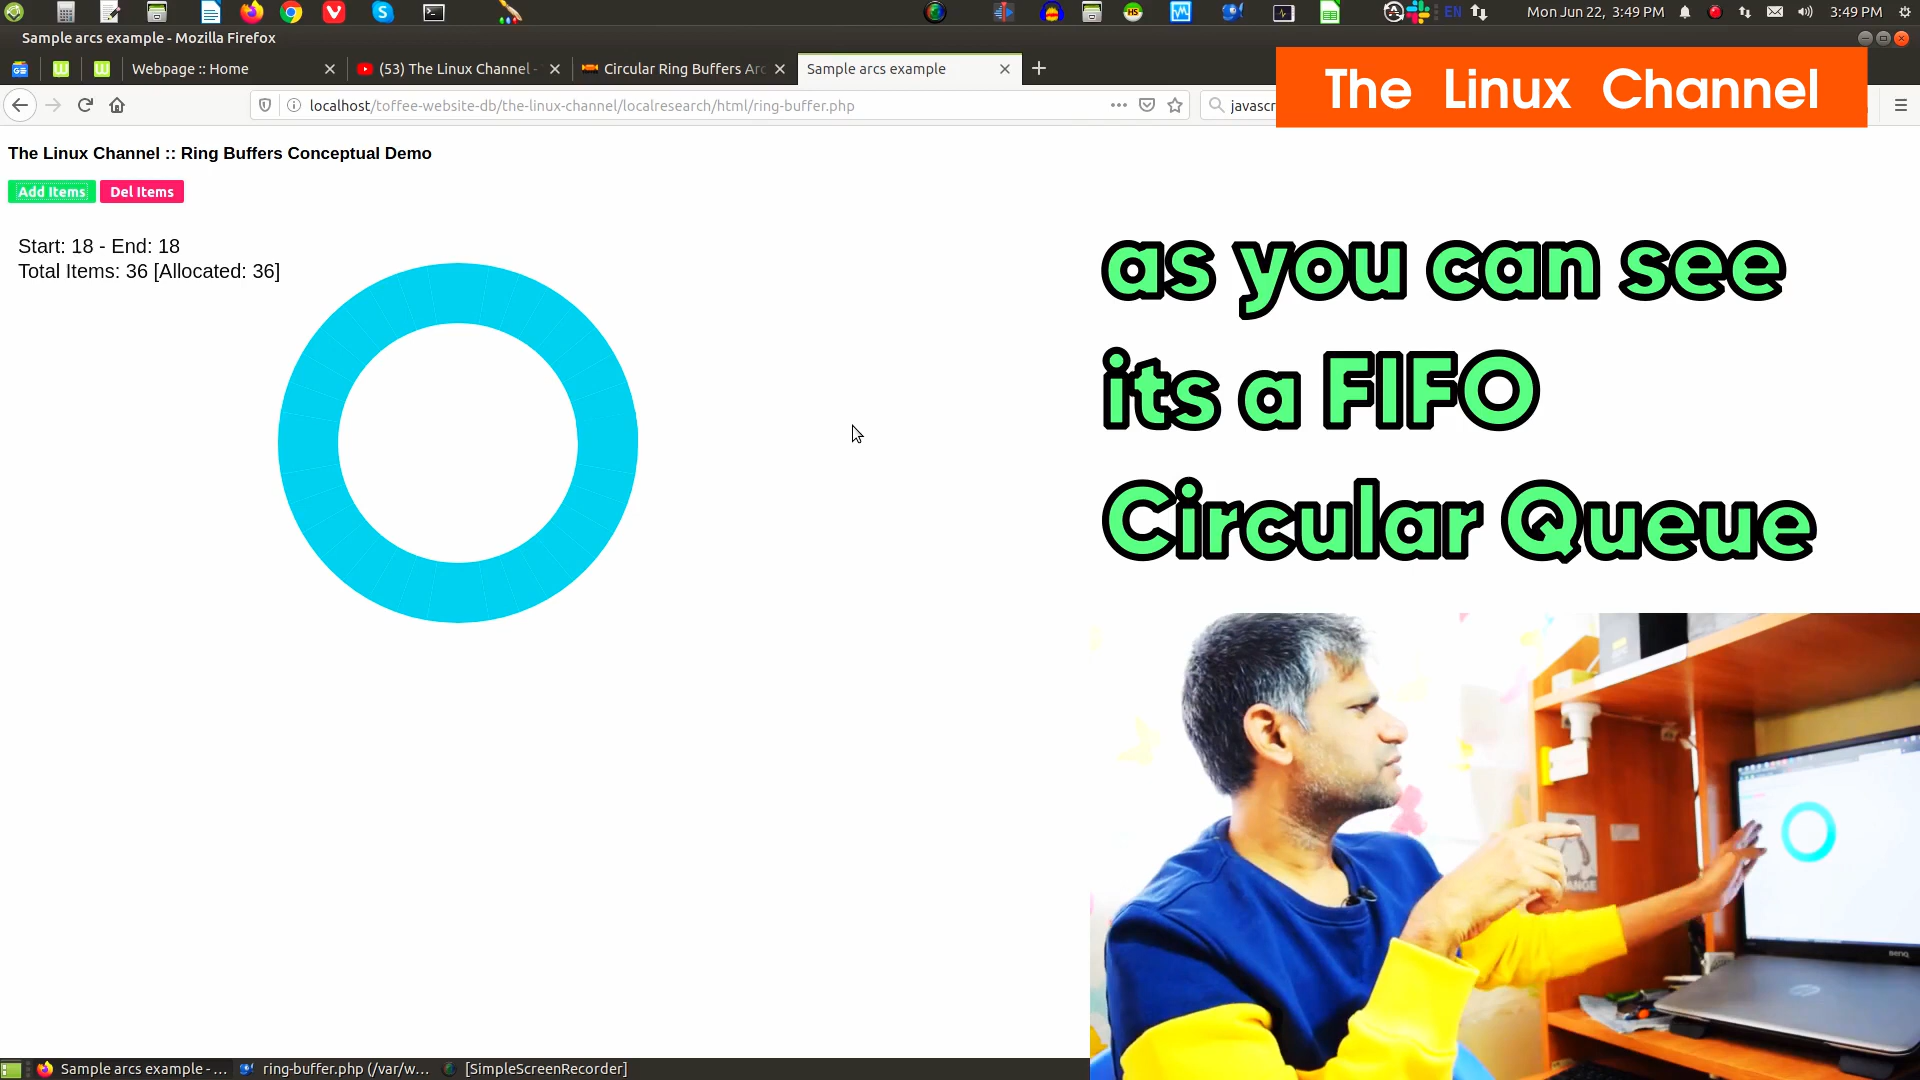 EN
Mon Jun 22, 3:49 PM
3:49 PM
Sample arcs example - Mozilla Firefox
Webpage :: Home
(53) The Linux Channel -
Circular Ring Buffers Arc
Sample arcs example
The Linux Channel
localhost/toffee-website-db/the-linux-channel/localresearch/html/ring-buffer.php
javascr
The Linux Channel :: Ring Buffers Conceptual Demo
Add Items
Del Items
Start: 18 - End: 18
Total Items: 36 [Allocated: 36]
as you can see
its a FIFO
Circular Queue
BenQ
hp
Sample arcs example - ...
ring-buffer.php (/var/w...
[SimpleScreenRecorder]